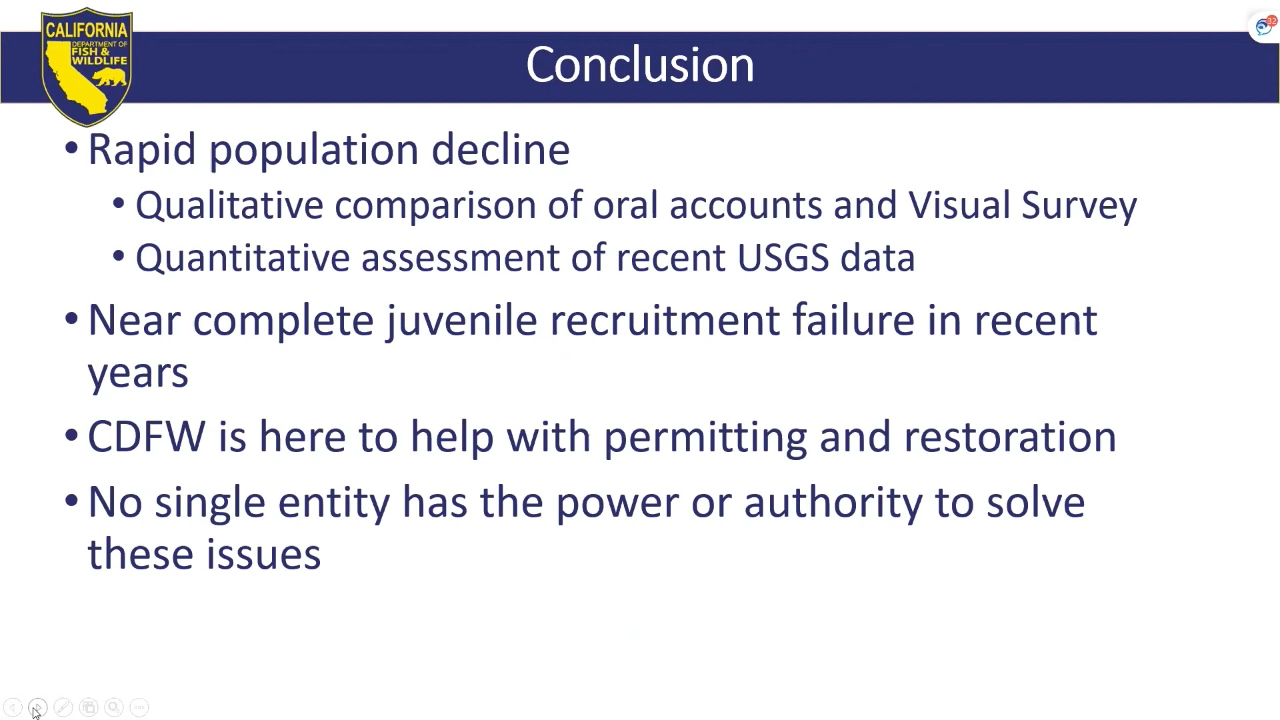 CALIFORNIA
DEPARTMENT OF
FISH &
WILDLIFE
32
Conclusion
• Rapid population decline
• Qualitative comparison of oral accounts and Visual Survey
• Quantitative assessment of recent USGS data
• Near complete juvenile recruitment failure in recent
years
• CDFW is here to help with permitting and restoration
• No single entity has the power or authority to solve
these issues